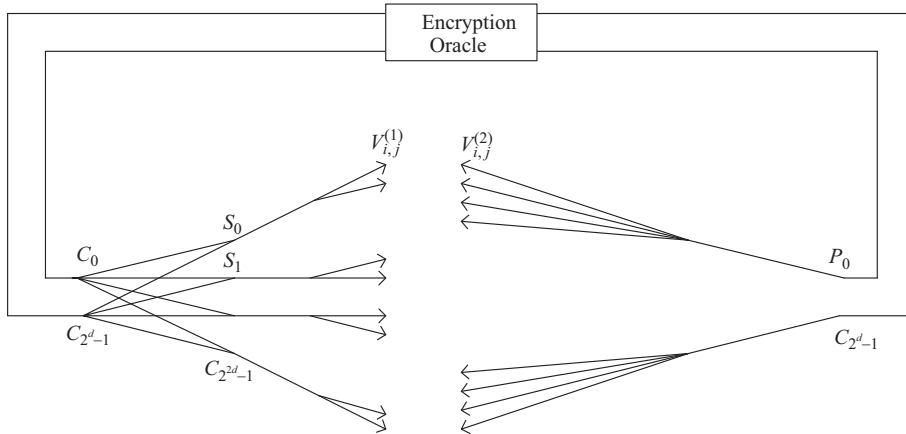 Encryption
Oracle
V_{i,j}^{(1)} V_{i,j}^{(2)}
S_0
C_0 S_1 P_0
C_{2^d-1} C_{2^d-1}
C_{2^{2d}-1}